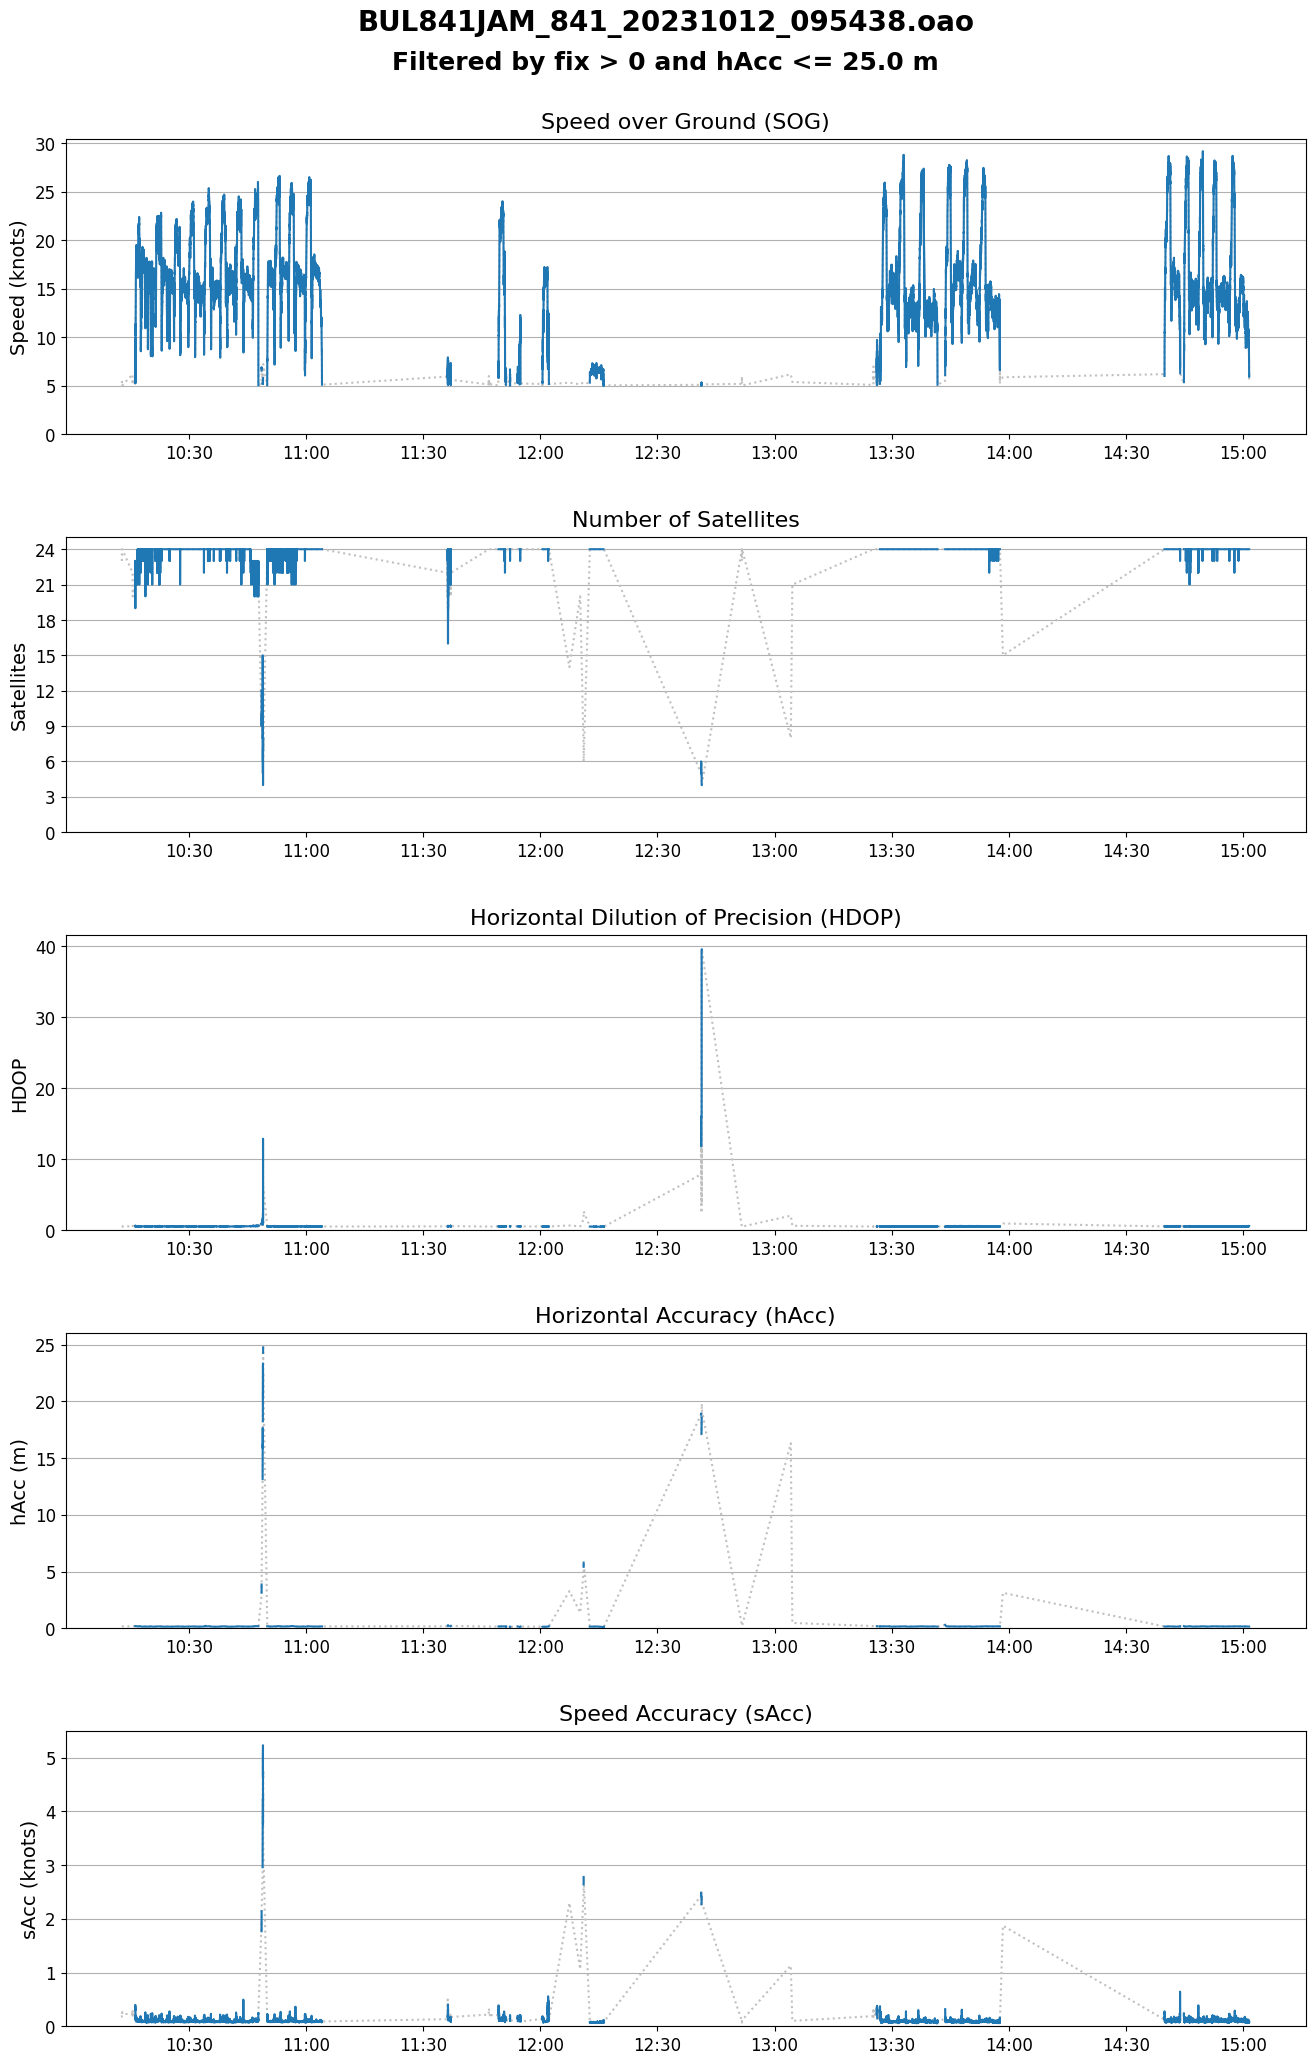 BUL841JAM_841_20231012_095438.oao
Filtered by fix > 0 and hAcc <= 25.0 m
Speed over Ground (SOG)
Speed (knots)
30
25
20
15
10
5
0
10:30 11:00 11:30 12:00 12:30 13:00 13:30 14:00 14:30 15:00
Number of Satellites
Satellites
24
21
18
15
12
9
6
3
0
10:30 11:00 11:30 12:00 12:30 13:00 13:30 14:00 14:30 15:00
Horizontal Dilution of Precision (HDOP)
HDOP
40
30
20
10
0
10:30 11:00 11:30 12:00 12:30 13:00 13:30 14:00 14:30 15:00
Horizontal Accuracy (hAcc)
hAcc (m)
25
20
15
10
5
0
10:30 11:00 11:30 12:00 12:30 13:00 13:30 14:00 14:30 15:00
Speed Accuracy (sAcc)
sAcc (knots)
5
4
3
2
1
0
10:30 11:00 11:30 12:00 12:30 13:00 13:30 14:00 14:30 15:00